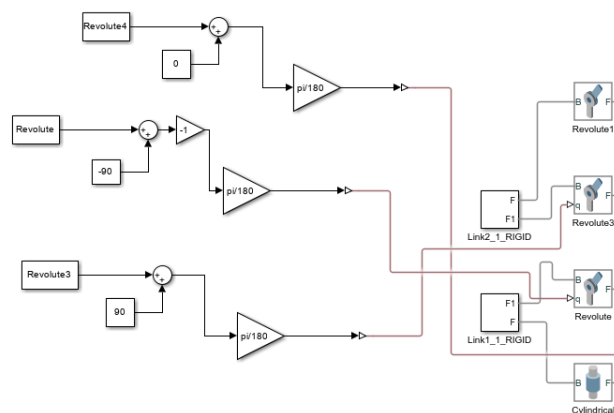 Revolute4
+
+
0
pi/180
B
F
Revolute1
Revolute
+
+
-1
-90
pi/180
F
F1
Link2_1_RIGID
B
q
F
Revolute3
Revolute3
+
+
90
pi/180
F1
F
Link1_1_RIGID
B
q
F
Revolute
B
F
Cylindrical